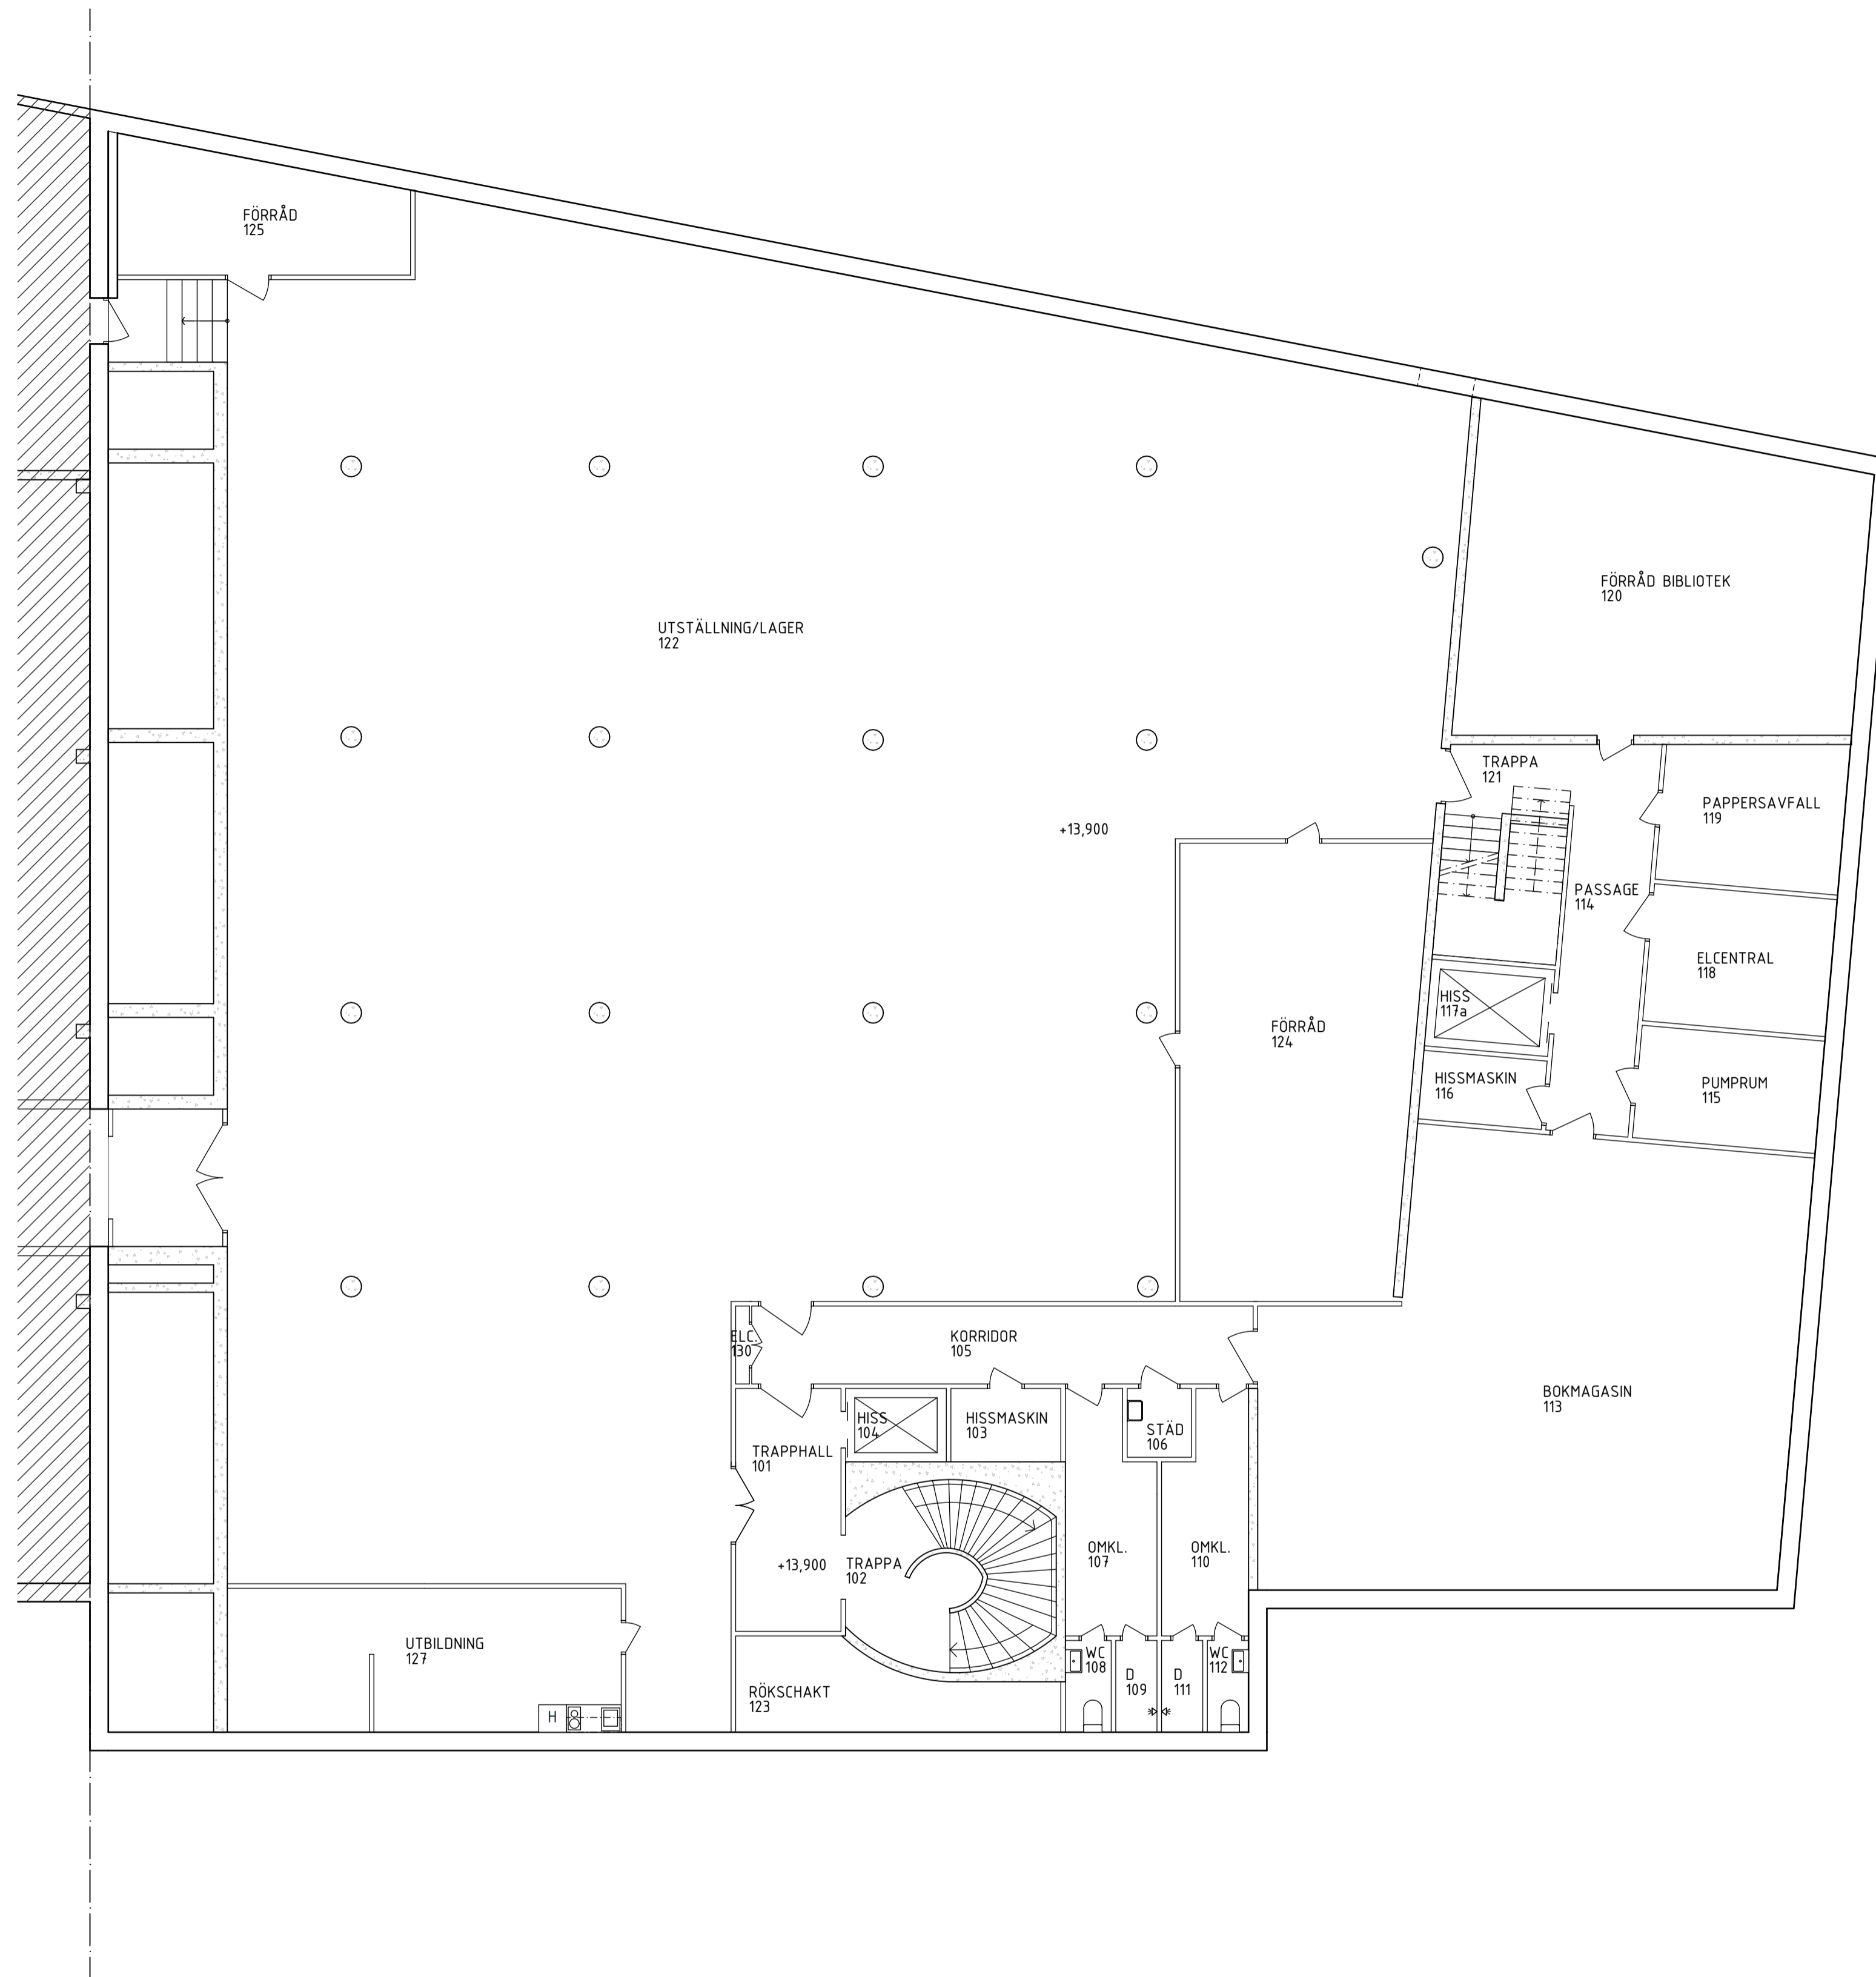 FÖRRÅD
125
UTSTÄLLNING/LAGER
122
FÖRRÅD BIBLIOTEK
120
TRAPPA
121
PAPPERSAVFALL
119
+13,900
PASSAGE
114
ELCENTRAL
118
HISS
117a
FÖRRÅD
124
HISSMASKIN
116
PUMPRUM
115
ELC.
130
KORRIDOR
105
BOKMAGASIN
113
HISS
104
HISSMASKIN
103
STÄD
106
TRAPPHALL
101
OMKL.
107
OMKL.
110
+13,900
TRAPPA
102
UTBILDNING
127
WC
108
WC
112
D
109
D
111
RÖKSCHAKT
123
H